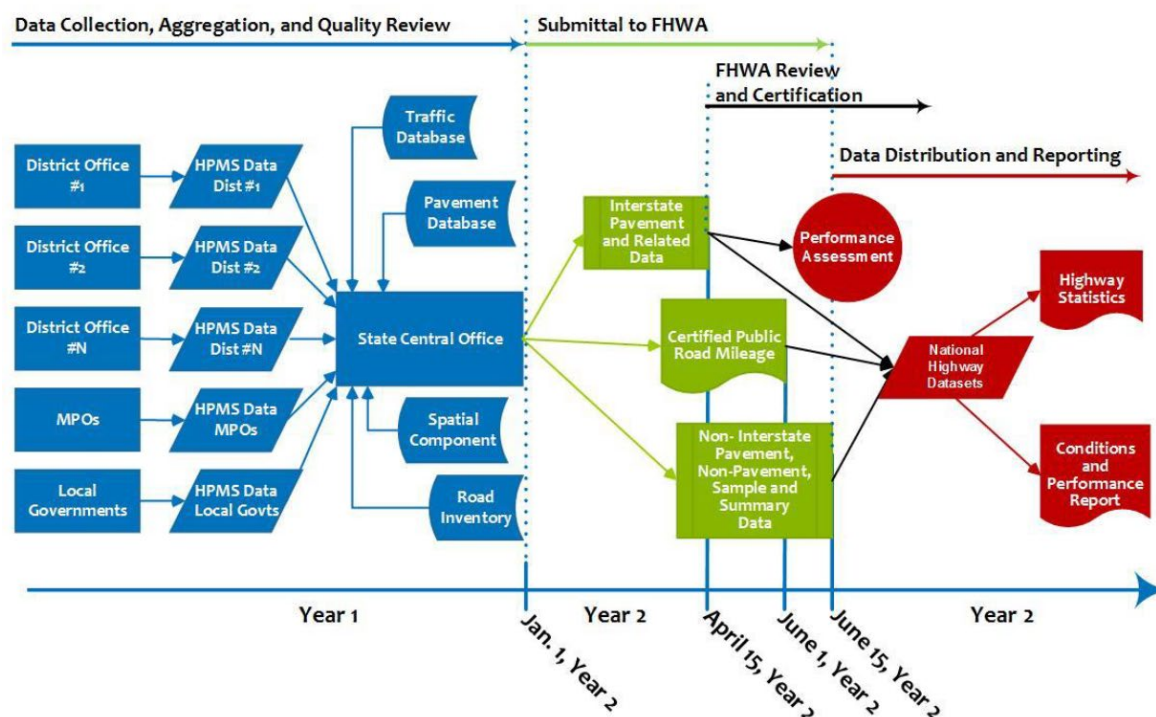 Data Collection, Aggregation, and Quality Review
Submittal to FHWA
FHWA Review
and Certification
Data Distribution and Reporting
District Office
#1
HPMS Data
Dist #1
District Office
#2
HPMS Data
Dist #2
District Office
#N
HPMS Data
Dist #N
MPOs
HPMS Data
MPOs
Local
Governments
HPMS Data
Local Govts
Traffic
Database
Pavement
Database
State Central Office
Spatial
Component
Road
Inventory
Interstate
Pavement
and Related
Data
Certified Public
Road Mileage
Non- Interstate
Pavement,
Non-Pavement,
Sample and
Summary
Data
Performance
Assessment
National
Highway
Datasets
Highway
Statistics
Conditions
and
Performance
Report
Year 1
Jan. 1, Year 2
Year 2
April 15, Year 2
June 1, Year 2
June 15, Year 2
Year 2